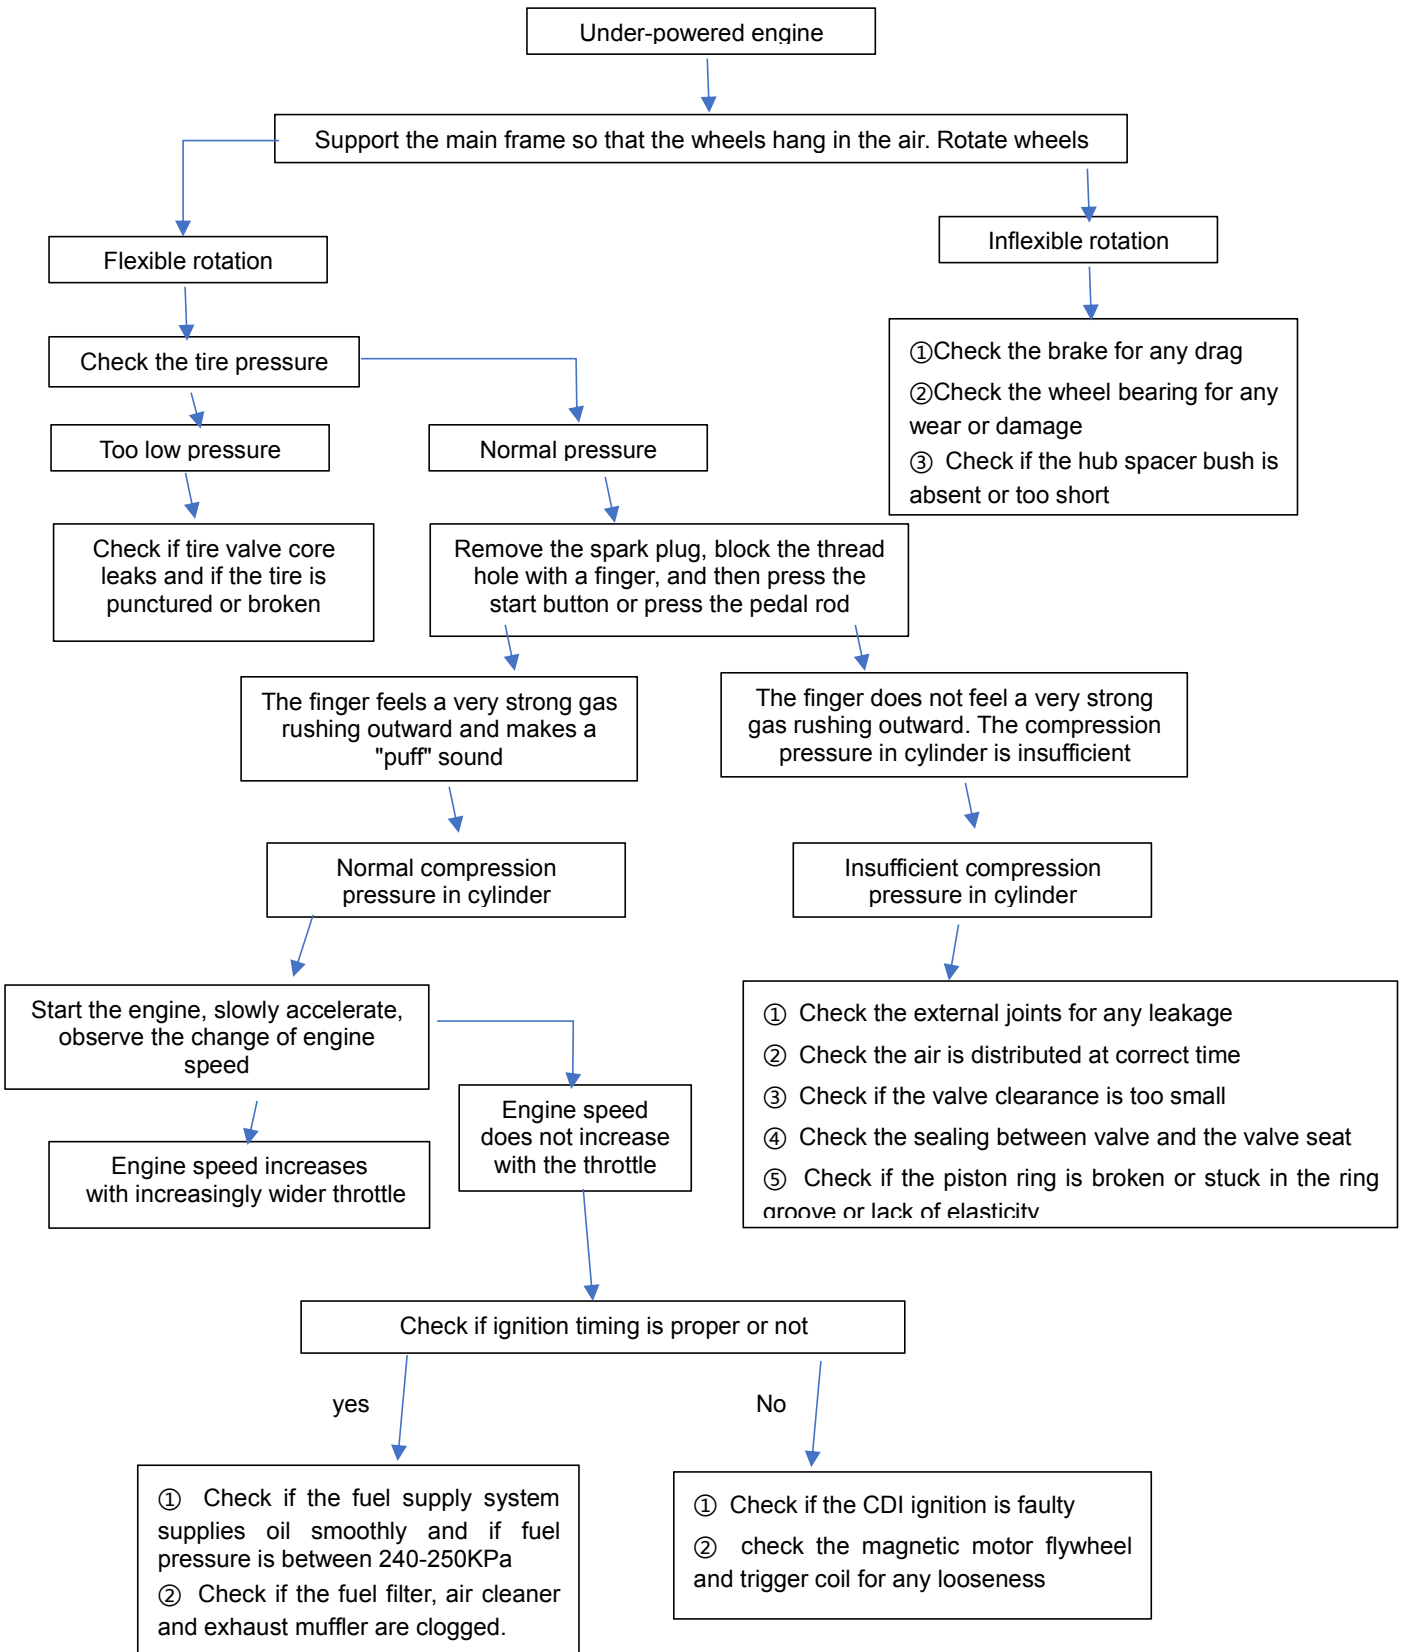 Under-powered engine
Support the main frame so that the wheels hang in the air. Rotate wheels
Flexible rotation
Inflexible rotation
Check the tire pressure
①Check the brake for any drag
②Check the wheel bearing for any
wear or damage
③ Check if the hub spacer bush is
absent or too short
Too low pressure
Normal pressure
Check if tire valve core
leaks and if the tire is
punctured or broken
Remove the spark plug, block the thread
hole with a finger, and then press the
start button or press the pedal rod
The finger feels a very strong gas
rushing outward and makes a
"puff" sound
The finger does not feel a very strong
gas rushing outward. The compression
pressure in cylinder is insufficient
Normal compression
pressure in cylinder
Insufficient compression
pressure in cylinder
Start the engine, slowly accelerate,
observe the change of engine
speed
① Check the external joints for any leakage
② Check the air is distributed at correct time
③ Check if the valve clearance is too small
④ Check the sealing between valve and the valve seat
⑤ Check if the piston ring is broken or stuck in the ring
groove or lack of elasticity
Engine speed
does not increase
with the throttle
Engine speed increases
with increasingly wider throttle
Check if ignition timing is proper or not
yes
No
① Check if the fuel supply system
supplies oil smoothly and if fuel
pressure is between 240-250KPa
② Check if the fuel filter, air cleaner
and exhaust muffler are clogged.
① Check if the CDI ignition is faulty
② check the magnetic motor flywheel
and trigger coil for any looseness